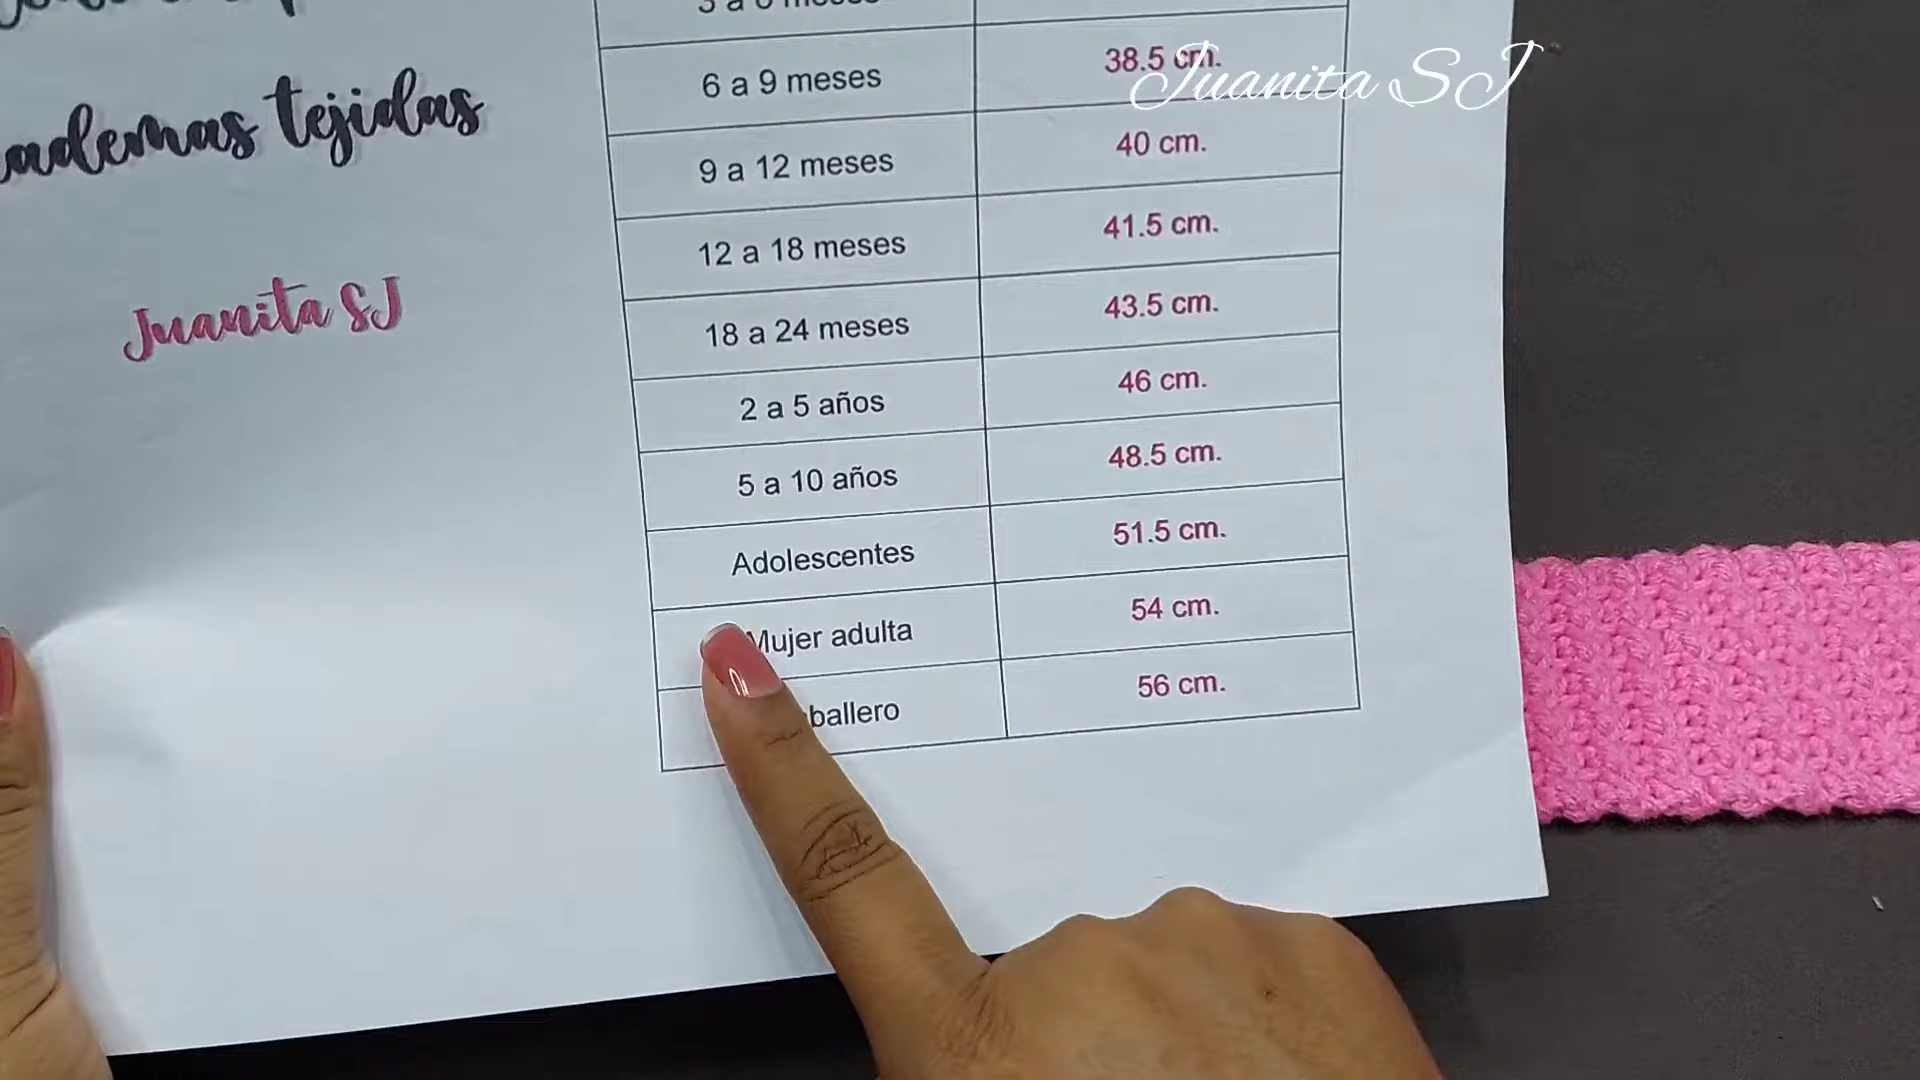 tejidas
Juanita SJ
6 a 9 meses 38.5 cm.
9 a 12 meses 40 cm.
12 a 18 meses 41.5 cm.
18 a 24 meses 43.5 cm.
2 a 5 años 46 cm.
5 a 10 años 48.5 cm.
Adolescentes 51.5 cm.
Mujer adulta 54 cm.
56 cm.
Juanita SJ